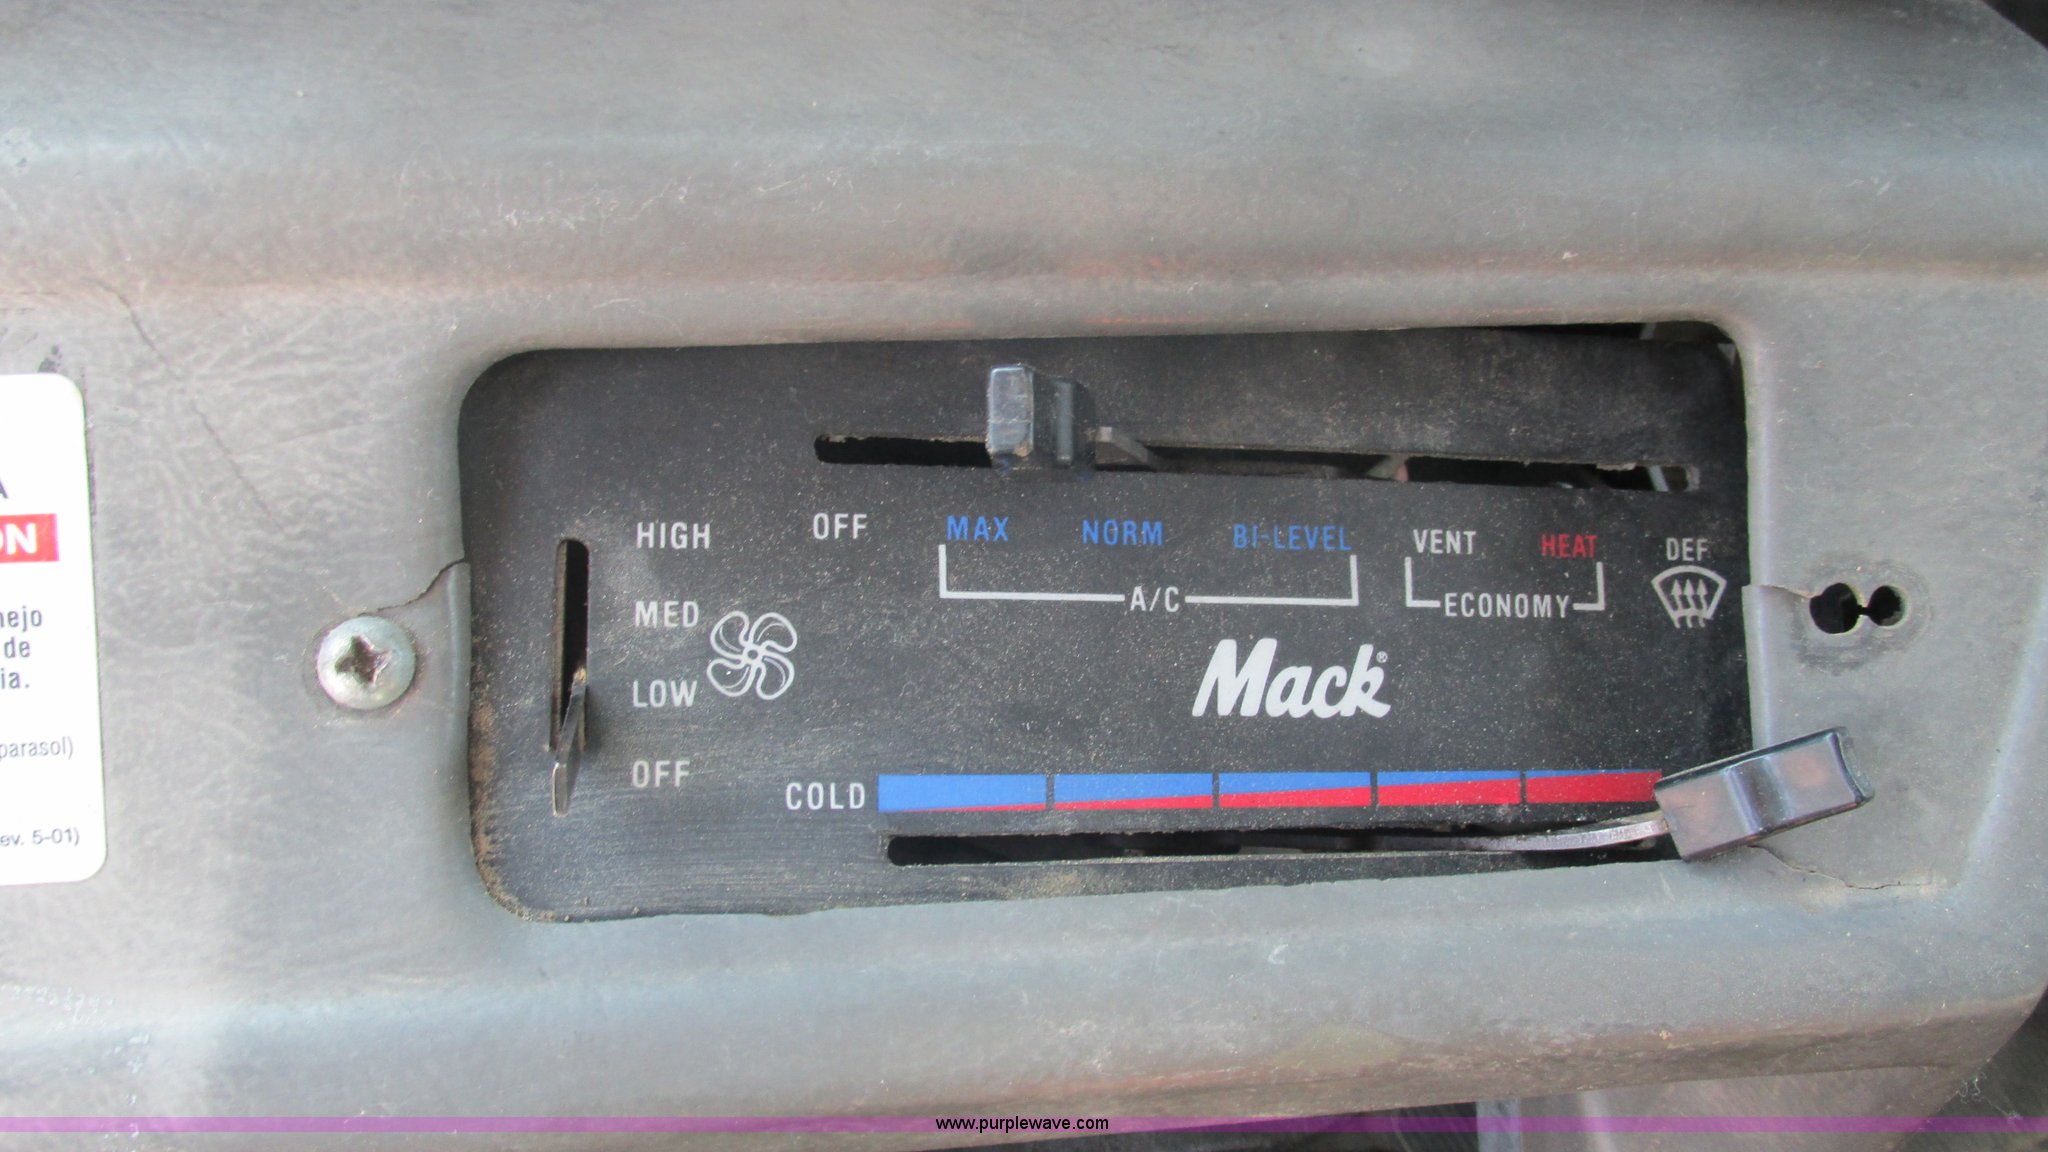 ON
nejo
de
ia.
parasol)
ev. 5-01)
HIGH
MED
LOW
OFF
OFF MAX NORM BI-LEVEL VENT HEAT DEF
A/C ECONOMY
Mack®
COLD
www.purplewave.com